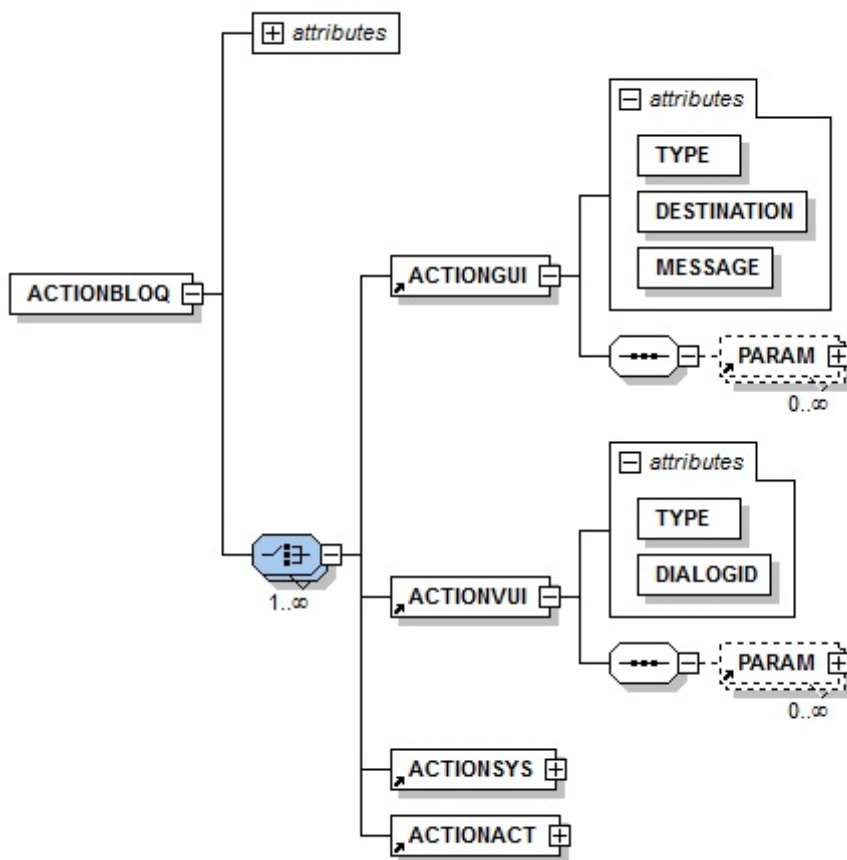 attributes
attributes
TYPE
DESTINATION
MESSAGE
ACTIONGUI
ACTIONBLOQ
PARAM
0..∞
attributes
TYPE
DIALOGID
1..∞
ACTIONVUI
PARAM
0..∞
ACTIONSYS
ACTIONACT